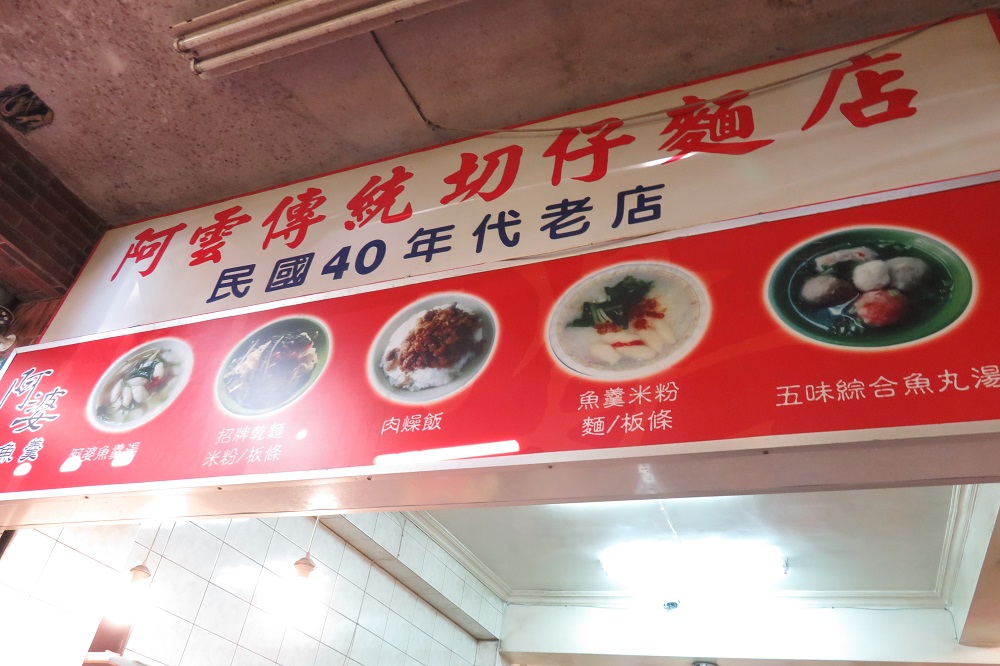 阿雲傳統切仔麵店
民國40年代老店
阿婆
魚羹
阿婆魚羹湯
招牌乾麵
米粉/板條
肉燥飯
魚羹米粉
麵/板條
五味綜合魚丸湯